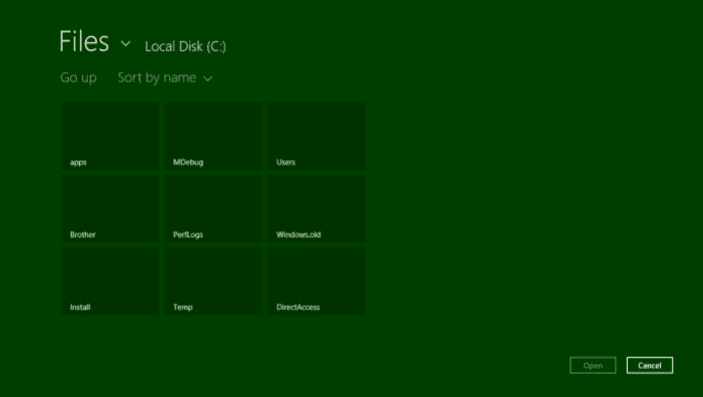 Files Local Disk (C:)
Go up Sort by name
apps MDebug Users
Brother PerfLogs Windows.old
Install Temp DirectAccess
Open Cancel